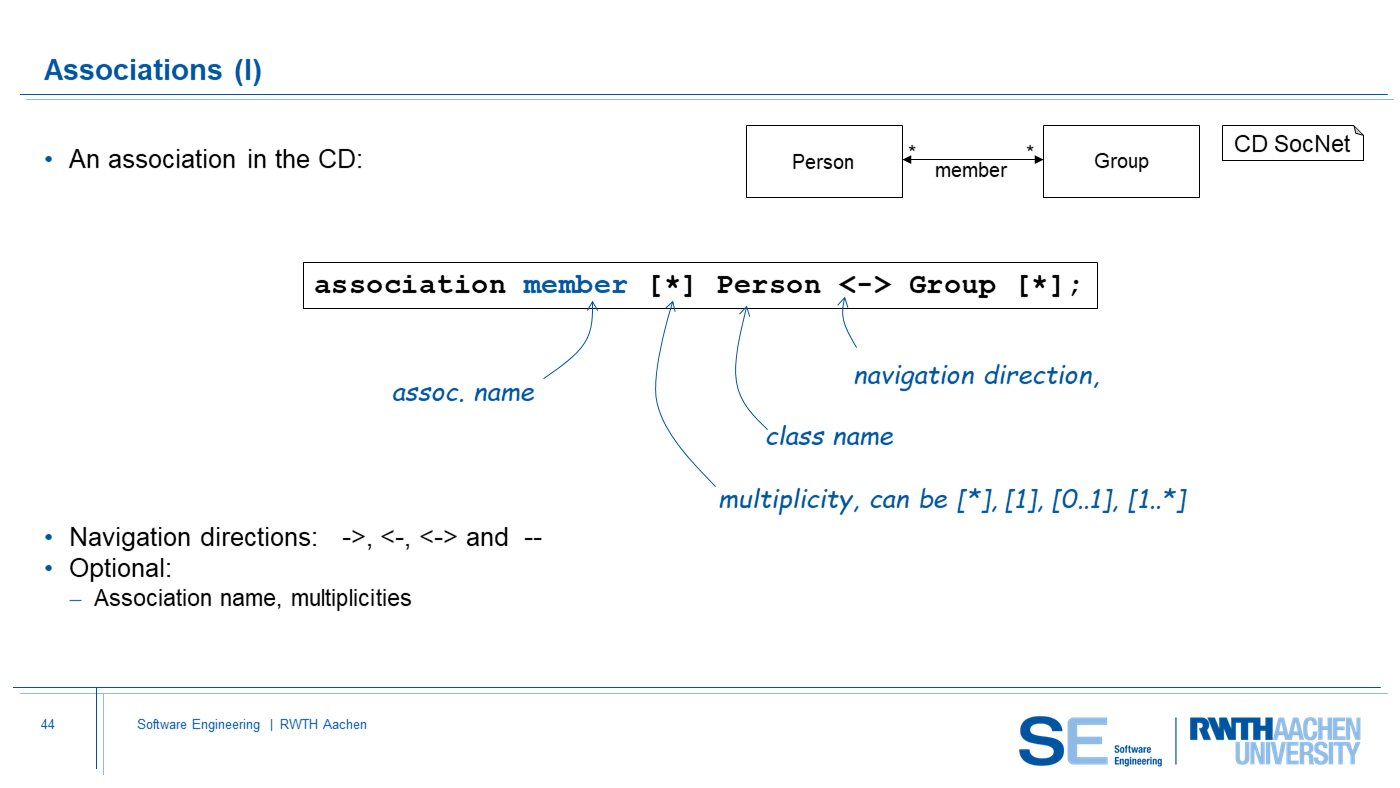 Associations (I)
• An association in the CD:
Person
*
*
member
Group
CD SocNet
association member [*] Person <-> Group [*];
assoc. name
navigation direction,
class name
multiplicity, can be [*], [1], [0..1], [1..*]
• Navigation directions: ->, <-, <-> and --
• Optional:
– Association name, multiplicities
44
Software Engineering | RWTH Aachen
SE Software
Engineering
RWTHAACHEN
UNIVERSITY